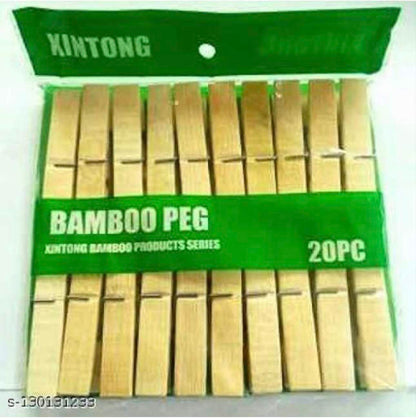 XINTONG
BAMBOO PEG
XINTONG BAMBOO PRODUCTS SERIES
20PC
S-130131233